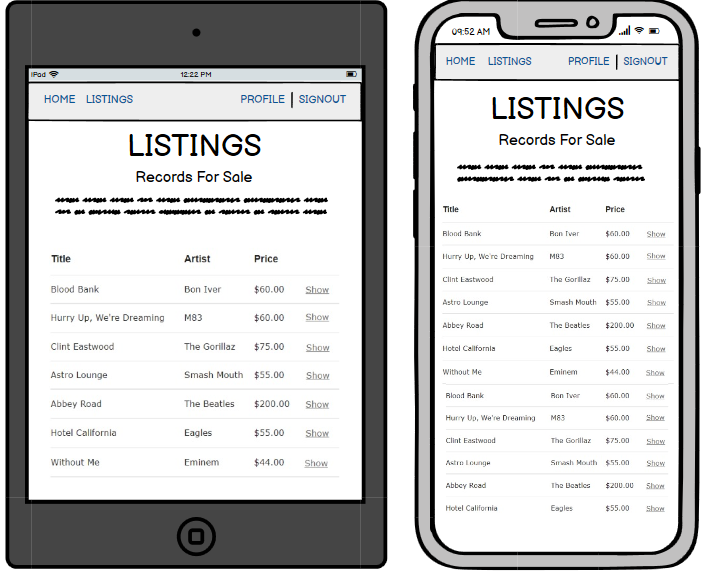 iPad 12:22 PM
HOME LISTINGS PROFILE | SIGNOUT
LISTINGS
Records For Sale
Title Artist Price
Blood Bank Bon Iver $60.00 Show
Hurry Up, We're Dreaming M83 $60.00 Show
Clint Eastwood The Gorillaz $75.00 Show
Astro Lounge Smash Mouth $55.00 Show
Abbey Road The Beatles $200.00 Show
Hotel California Eagles $55.00 Show
Without Me Eminem $44.00 Show
09:52 AM
HOME LISTINGS PROFILE | SIGNOUT
LISTINGS
Records For Sale
Title Artist Price
Blood Bank Bon Iver $60.00 Show
Hurry Up, We're Dreaming M83 $60.00 Show
Clint Eastwood The Gorillaz $75.00 Show
Astro Lounge Smash Mouth $55.00 Show
Abbey Road The Beatles $200.00 Show
Hotel California Eagles $55.00 Show
Without Me Eminem $44.00 Show
Blood Bank Bon Iver $60.00 Show
Hurry Up, We're Dreaming M83 $60.00 Show
Clint Eastwood The Gorillaz $75.00 Show
Astro Lounge Smash Mouth $55.00 Show
Abbey Road The Beatles $200.00 Show
Hotel California Eagles $55.00 Show